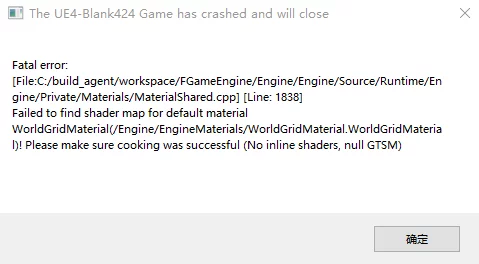 The UE4-Blank424 Game has crashed and will close
Fatal error:
[File:C:/build_agent/workspace/FGameEngine/Engine/Engine/Source/Runtime/En
gine/Private/Materials/MaterialShared.cpp] [Line: 1838]
Failed to find shader map for default material
WorldGridMaterial(/Engine/EngineMaterials/WorldGridMaterial.WorldGridMateria
l)! Please make sure cooking was successful (No inline shaders, null GTSM)
确定